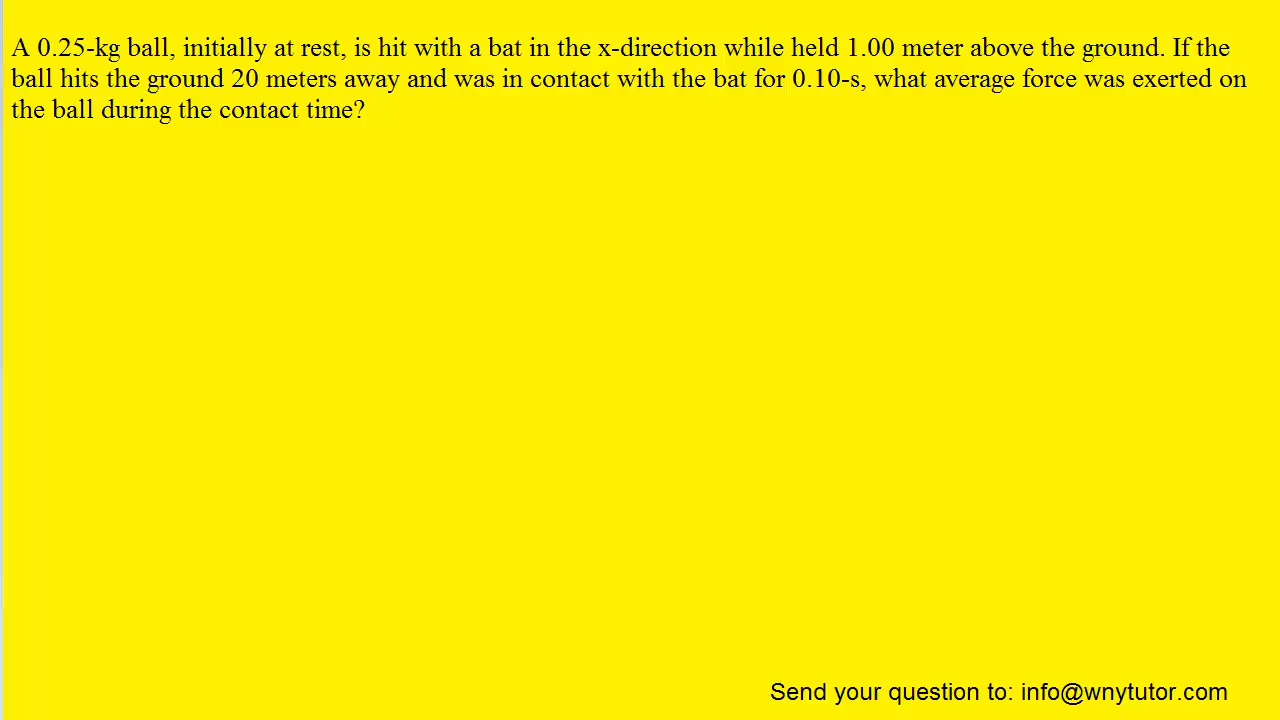 A 0.25-kg ball, initially at rest, is hit with a bat in the x-direction while held 1.00 meter above the ground. If the
ball hits the ground 20 meters away and was in contact with the bat for 0.10-s, what average force was exerted on
the ball during the contact time?
Send your question to: info@wnytutor.com